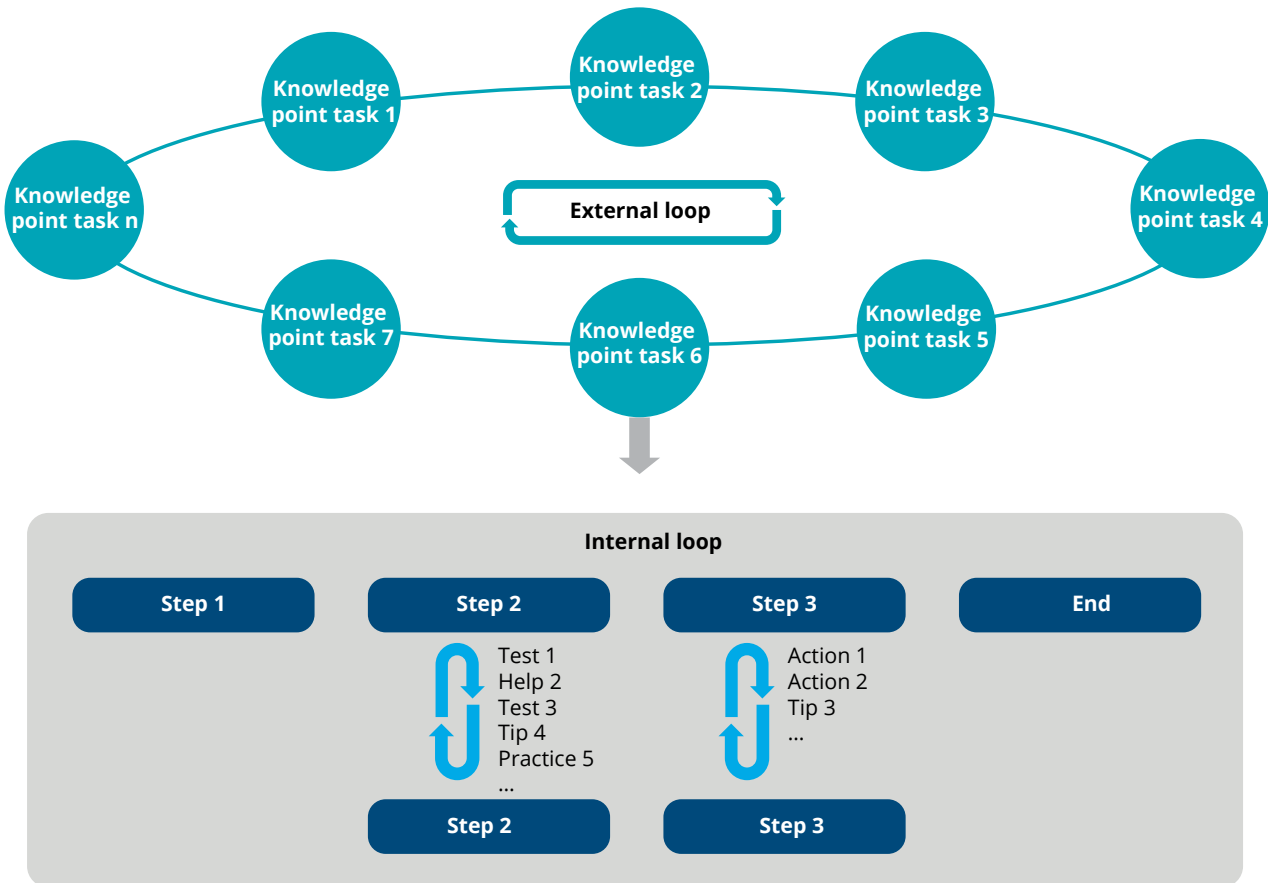 Knowledge
point task 1
Knowledge
point task 2
Knowledge
point task 3
Knowledge
point task n
External loop
Knowledge
point task 4
Knowledge
point task 7
Knowledge
point task 6
Knowledge
point task 5
Internal loop
Step 1
Step 2
Step 3
End
Test 1
Help 2
Test 3
Tip 4
Practice 5
...
Action 1
Action 2
Tip 3
...
Step 2
Step 3